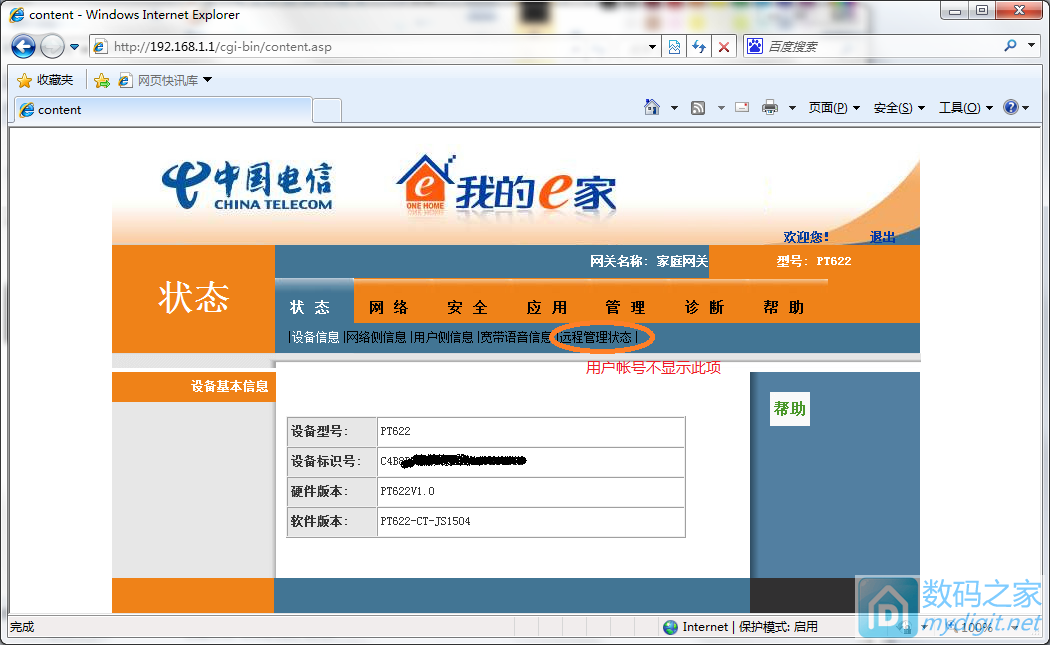 content - Windows Internet Explorer
http://192.168.1.1/cgi-bin/content.asp
百度搜索
收藏夹 网页快讯库
content
页面(P) 安全(S) 工具(O)
中国电信
CHINA TELECOM
ONE HOME
我的e家
欢迎您! 退出
网关名称: 家庭网关 型号: PT622
状态
状 态 网 络 安 全 应 用 管 理 诊 断 帮 助
|设备信息 |网络侧信息 |用户侧信息 |宽带语音信息 |远程管理状态 |
用户帐号不显示此项
设备基本信息
帮助
设备型号: PT622
设备标识号: C4B8
硬件版本: PT622V1.0
软件版本: PT622-CT-JS1504
完成
Internet | 保护模式: 启用
100%
数码之家
mydigit.net